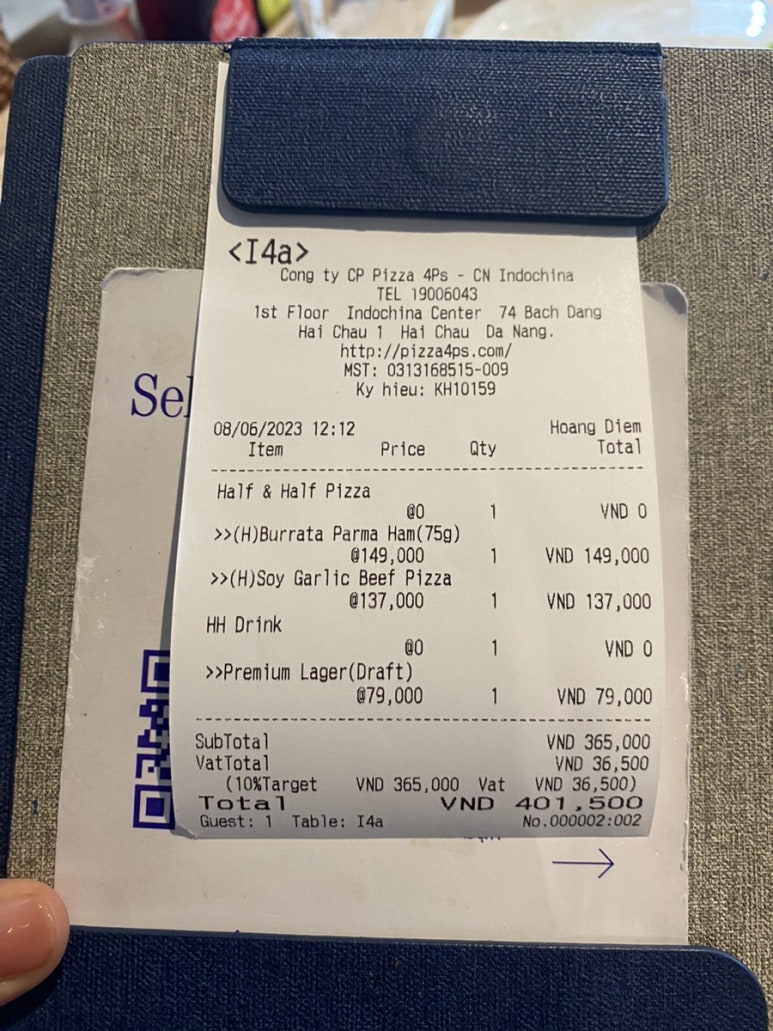 <I4a>
Cong ty CP Pizza 4Ps - CN Indochina
TEL 19006043
1st Floor Indochina Center 74 Bach Dang
Hai Chau 1 Hai Chau Da Nang.
http://pizza4ps.com/
MST: 0313168515-009
Ky hieu: KH10159
08/06/2023 12:12 Hoang Diem
Item Price Qty Total
Half & Half Pizza
@0 1 VND 0
>>(H)Burrata Parma Ham(75g)
@149,000 1 VND 149,000
>>(H)Soy Garlic Beef Pizza
@137,000 1 VND 137,000
HH Drink
@0 1 VND 0
>>Premium Lager(Draft)
@79,000 1 VND 79,000
SubTotal VND 365,000
VatTotal VND 36,500
(10%Target VND 365,000 Vat VND 36,500)
Total VND 401,500
Guest: 1 Table: I4a No.000002:002